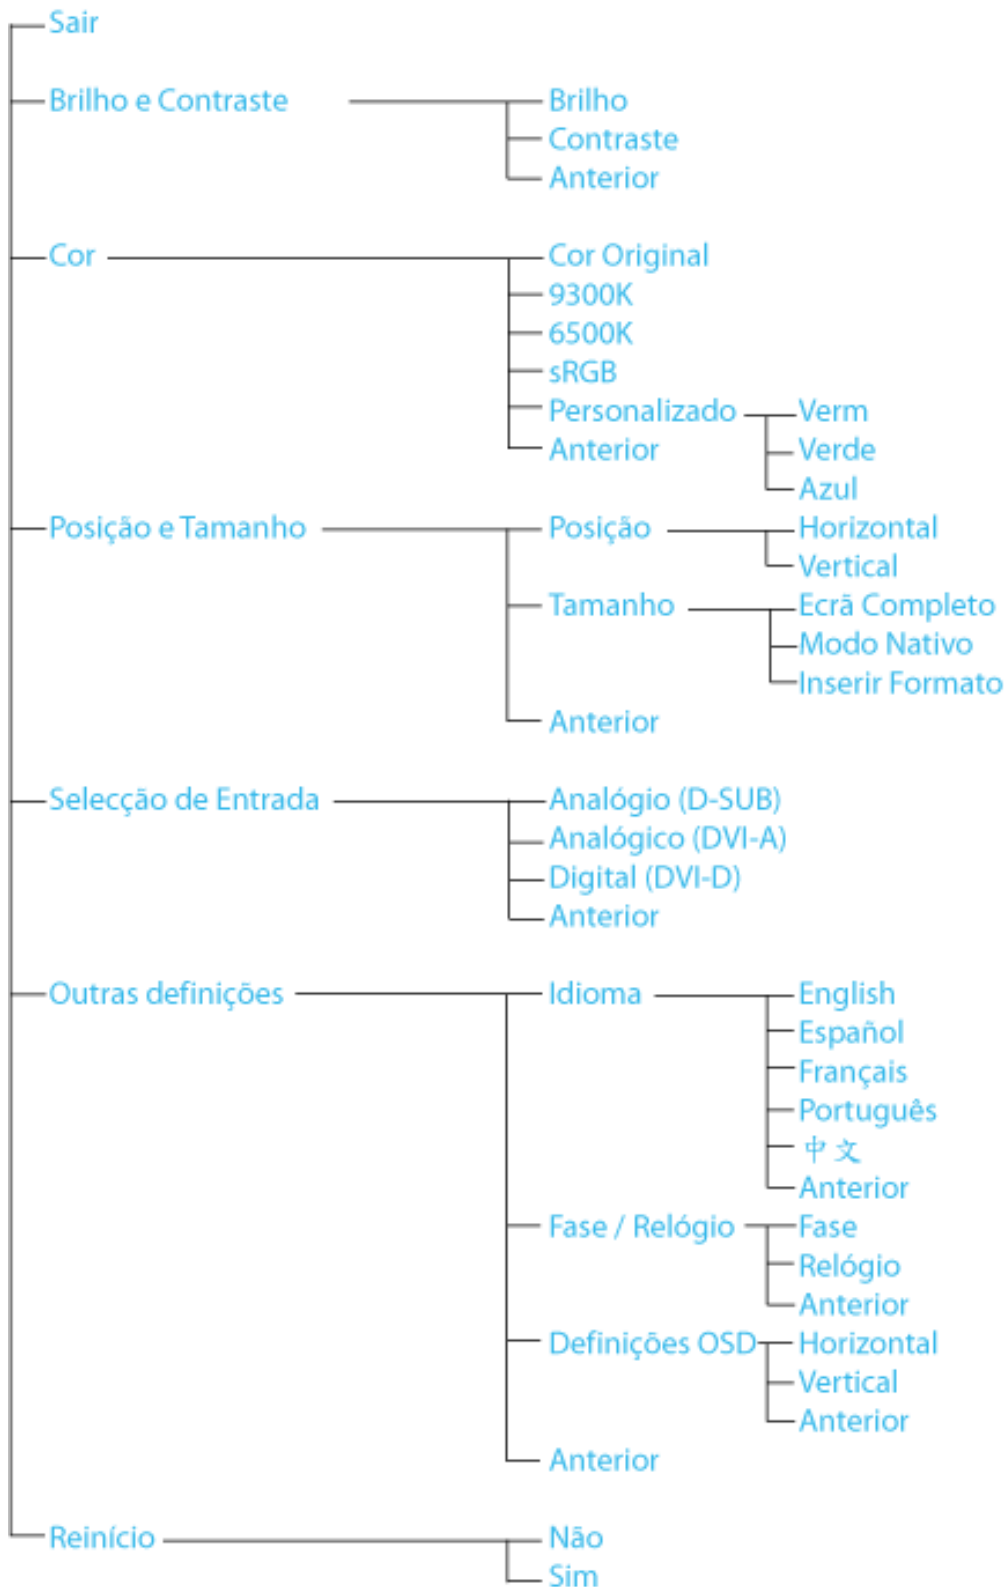 Sair
Brilho e Contraste Brilho
Contraste
Anterior
Cor Cor Original
9300K
6500K
sRGB
Personalizado Verm
Anterior Verde
Azul
Posição e Tamanho Posição Horizontal
Vertical
Tamanho Ecrã Completo
Modo Nativo
Inserir Formato
Anterior
Selecção de Entrada Analógio (D-SUB)
Analógico (DVI-A)
Digital (DVI-D)
Anterior
Outras definições Idioma English
Español
Français
Português
中文
Anterior
Fase / Relógio Fase
Relógio
Anterior
Definições OSD Horizontal
Vertical
Anterior
Anterior
Reinício Não
Sim